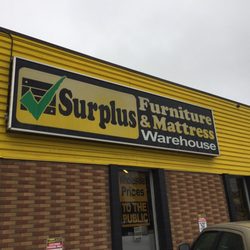 Surplus
Furniture
& Mattress
Warehouse
Prices
TO THE
PUBLIC